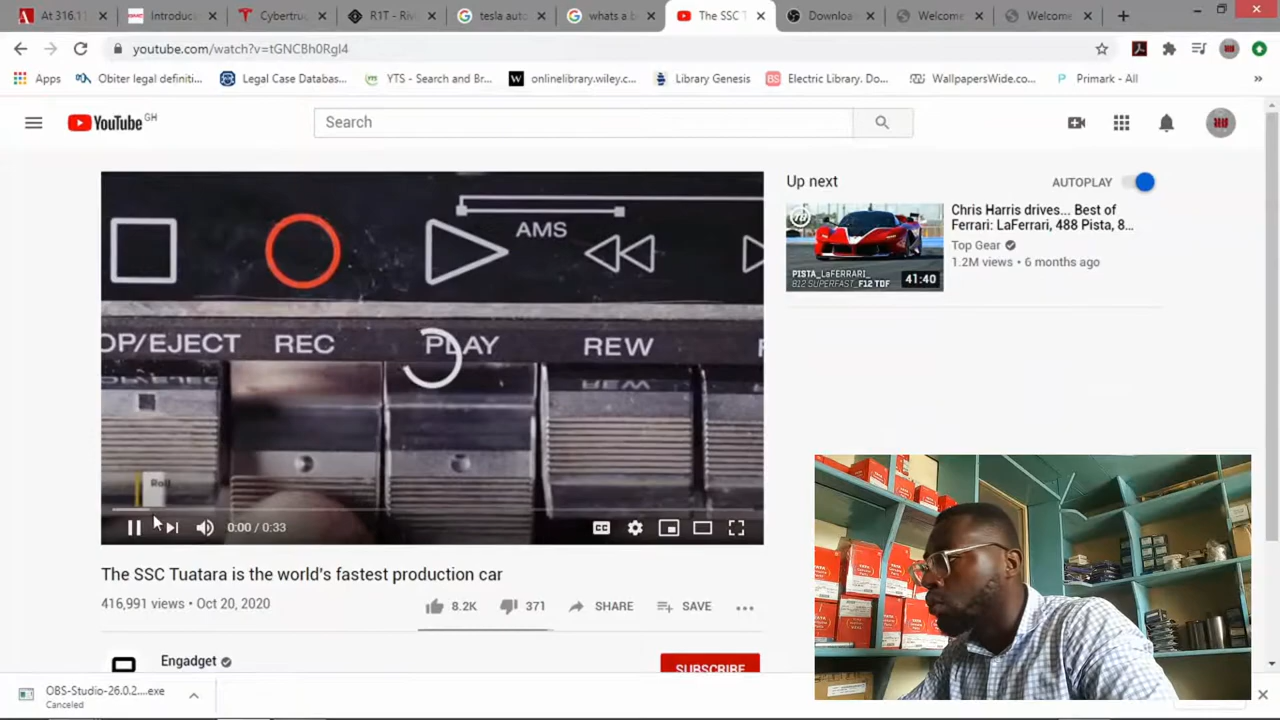 At 316.11
Introduc
Cybertruc
R1T - Rivi
tesla auto
whats a b
The SSC T
Downloa
Welcome
Welcome
youtube.com/watch?v=tGNCBh0RgI4
Apps
Obiter legal definiti...
Legal Case Databas...
YTS - Search and Br...
onlinelibrary.wiley.c...
Library Genesis
Electric Library. Do...
WallpapersWide.co...
Primark - All
YouTube GH
Search
AMS
OP/EJECT REC PLAY REW
Roll
0:00 / 0:33
CC
The SSC Tuatara is the world's fastest production car
416,991 views • Oct 20, 2020
8.2K 371 SHARE SAVE
Engadget
SUBSCRIBE
Up next
AUTOPLAY
PISTA_LaFERRARI_
812 SUPERFAST_F12 TDF
41:40
Chris Harris drives... Best of
Ferrari: LaFerrari, 488 Pista, 8...
Top Gear
1.2M views • 6 months ago
OBS-Studio-26.0.2....exe
Canceled